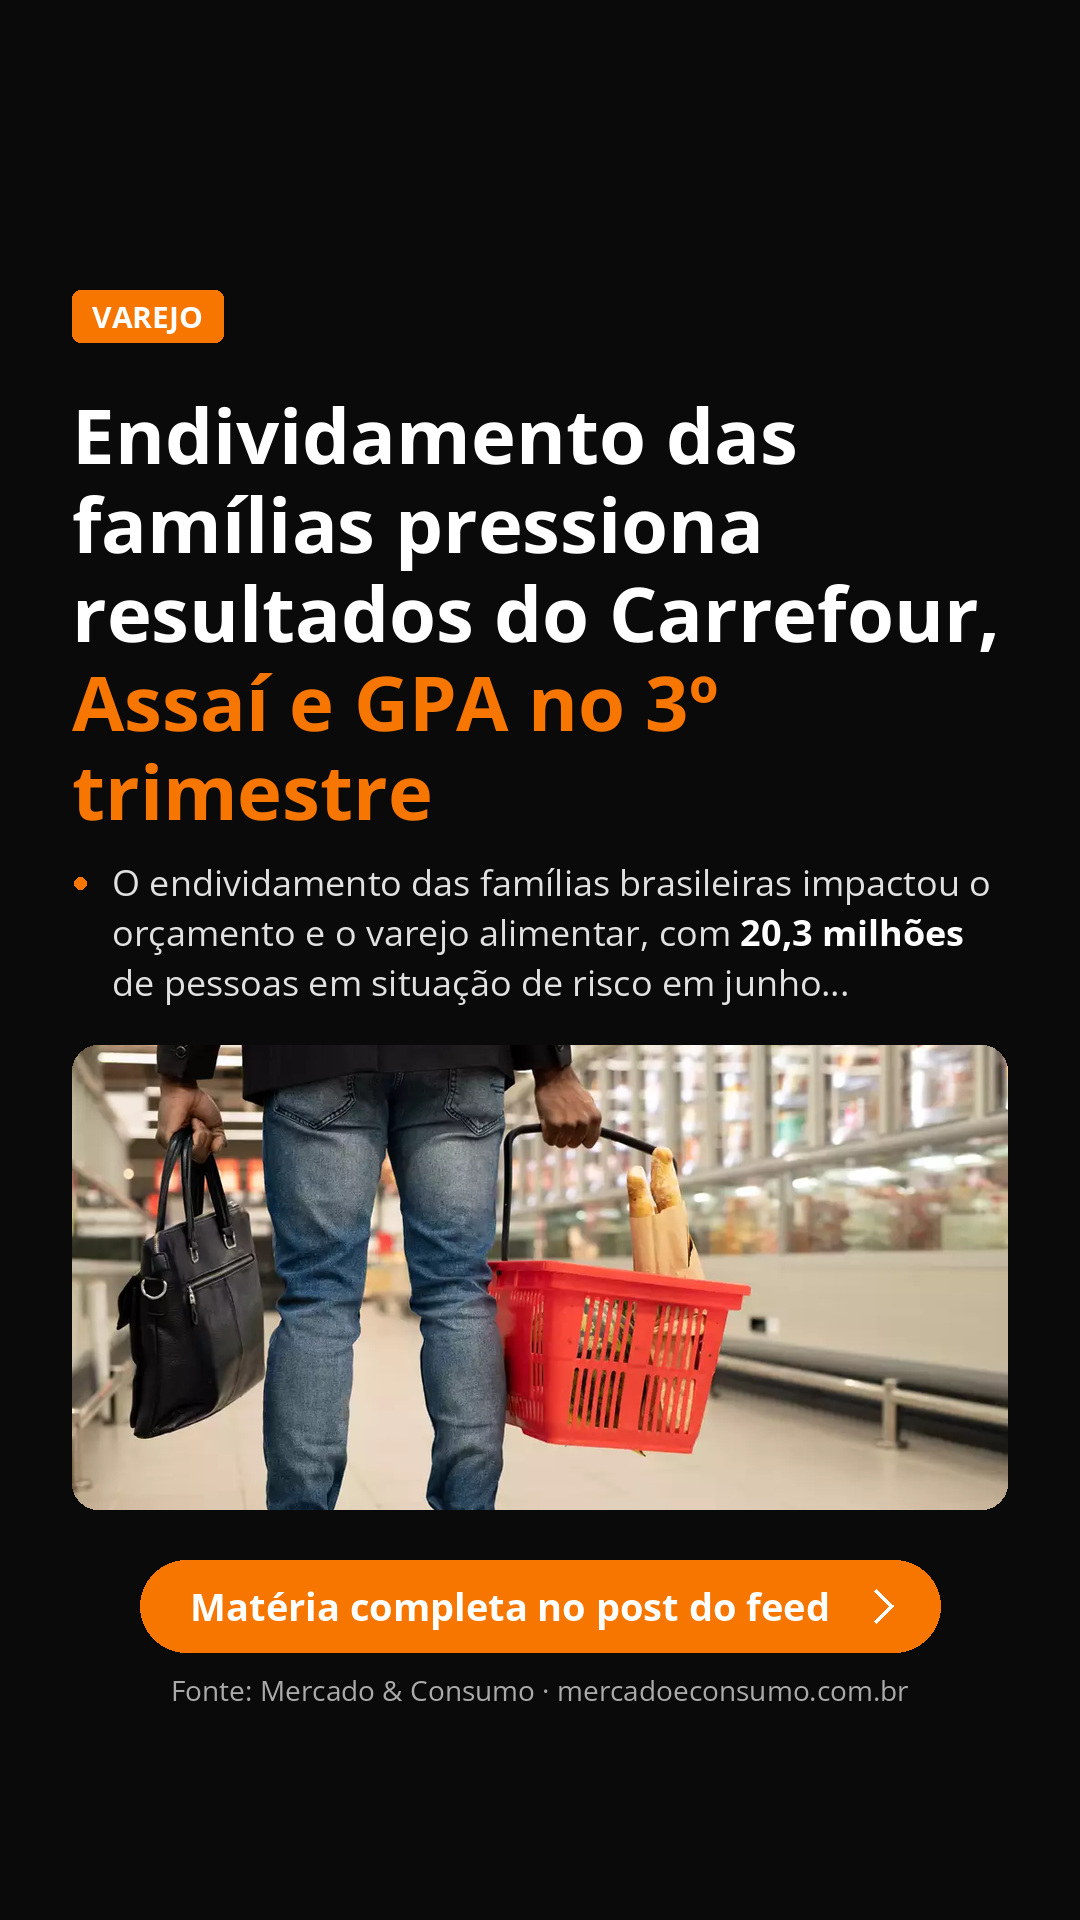 VAREJO
Endividamento das
famílias pressiona
resultados do Carrefour,
Assaí e GPA no 3º
trimestre
O endividamento das famílias brasileiras impactou o
orçamento e o varejo alimentar, com 20,3 milhões
de pessoas em situação de risco em junho...
Matéria completa no post do feed
Fonte: Mercado & Consumo · mercadoeconsumo.com.br